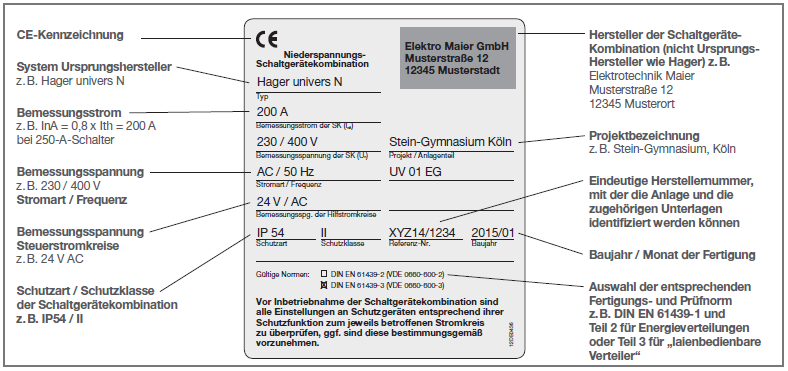 CE-Kennzeichnung
System Ursprungshersteller
z. B. Hager univers N
Bemessungsstrom
z. B. InA = 0,8 x Ith = 200 A
bei 250-A-Schalter
Bemessungsspannung
z. B. 230 / 400 V
Stromart / Frequenz
Bemessungsspannung
Steuerstromkreise
z. B. 24 V AC
Schutzart / Schutzklasse
der Schaltgerätekombination
z. B. IP54 / II
CE
Niederspannungs-
Schaltgerätekombination
Elektro Maier GmbH
Musterstraße 12
12345 Musterstadt
Hager univers N
Typ
200 A
Bemessungsstrom der SK (InA)
230 / 400 V
Stein-Gymnasium Köln
Bemessungsspannung der SK (Un)
Projekt / Anlagenteil
AC / 50 Hz
UV 01 EG
Stromart / Frequenz
24 V / AC
Bemessungsspg. der Hilfstromkreise
IP 54 II XYZ14/1234 2015/01
Schutzart Schutzklasse Referenz-Nr. Baujahr
Gültige Normen: DIN EN 61439-2 (VDE 0660-600-2)
DIN EN 61439-3 (VDE 0660-600-3)
Vor Inbetriebnahme der Schaltgerätekombination sind
alle Einstellungen an Schutzgeräten entsprechend ihrer
Schutzfunktion zum jeweils betroffenen Stromkreis
zu überprüfen, ggf. sind diese bestimmungsgemäß
vorzunehmen.
Hersteller der Schaltgeräte-
Kombination (nicht Ursprungs-
Hersteller wie Hager) z. B.
Elektrotechnik Maier
Musterstraße 12
12345 Musterort
Projektbezeichnung
z. B. Stein-Gymnasium, Köln
Eindeutige Herstellernummer,
mit der die Anlage und die
zugehörigen Unterlagen
identifiziert werden können
Baujahr / Monat der Fertigung
Auswahl der entsprechenden
Fertigungs- und Prüfnorm
z. B. DIN EN 61439-1 und
Teil 2 für Energieverteilungen
oder Teil 3 für „laienbedienbare
Verteiler“